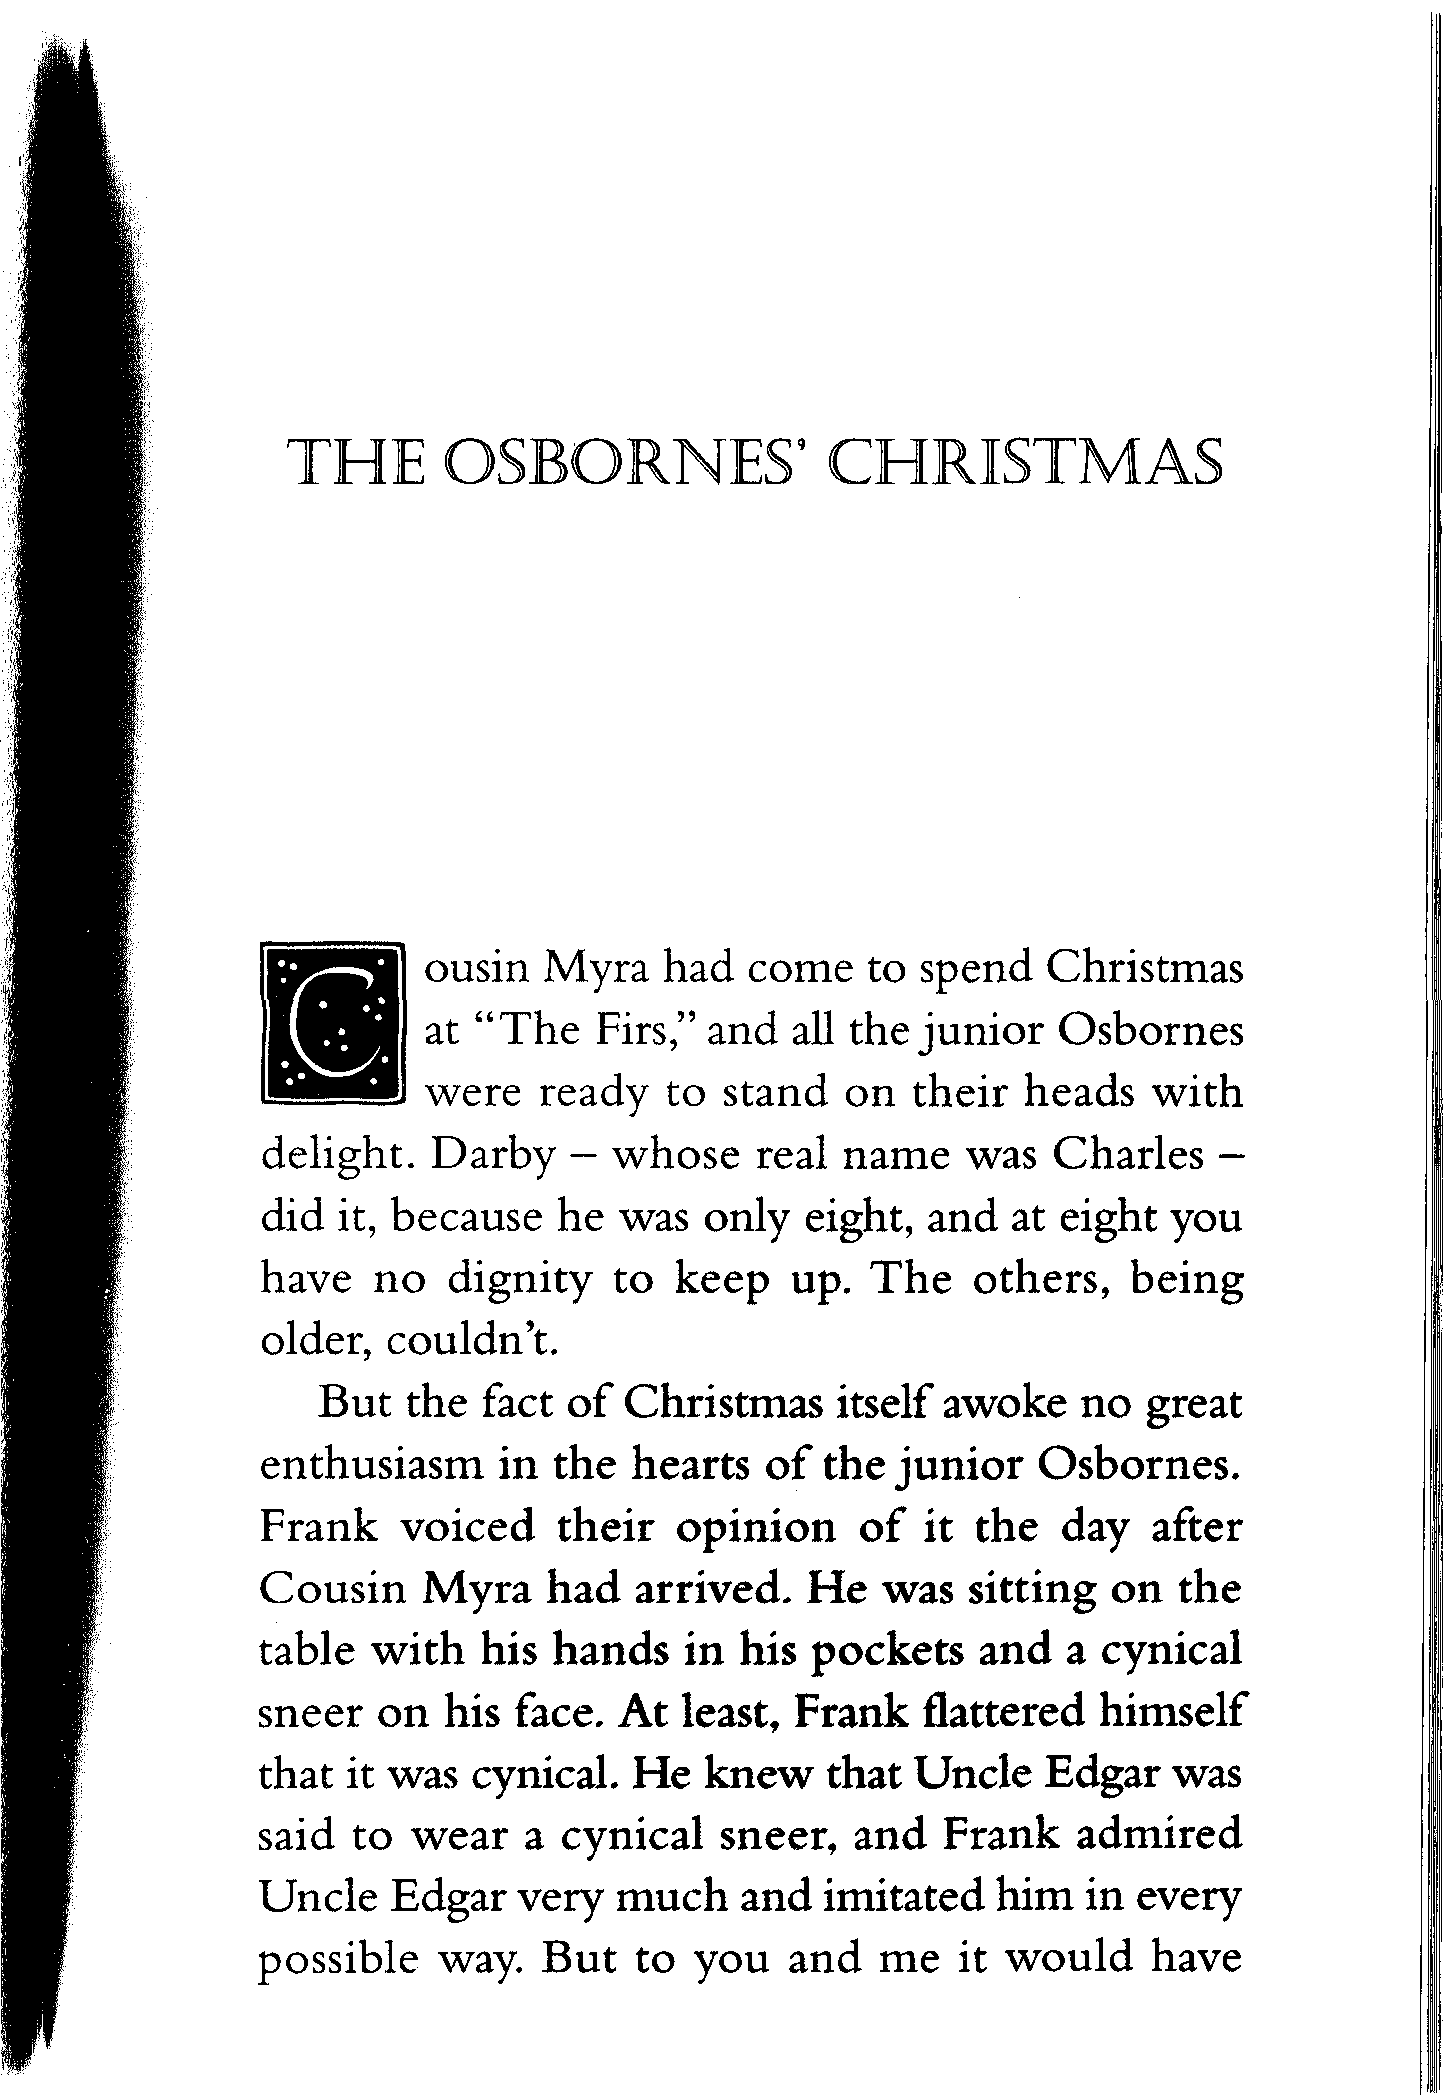 THE OSBORNES’ CHRISTMAS
Cousin Myra had come to spend Christmas
at “The Firs,” and all the junior Osbornes
were ready to stand on their heads with
delight. Darby – whose real name was Charles –
did it, because he was only eight, and at eight you
have no dignity to keep up. The others, being
older, couldn’t.
But the fact of Christmas itself awoke no great
enthusiasm in the hearts of the junior Osbornes.
Frank voiced their opinion of it the day after
Cousin Myra had arrived. He was sitting on the
table with his hands in his pockets and a cynical
sneer on his face. At least, Frank flattered himself
that it was cynical. He knew that Uncle Edgar was
said to wear a cynical sneer, and Frank admired
Uncle Edgar very much and imitated him in every
possible way. But to you and me it would have